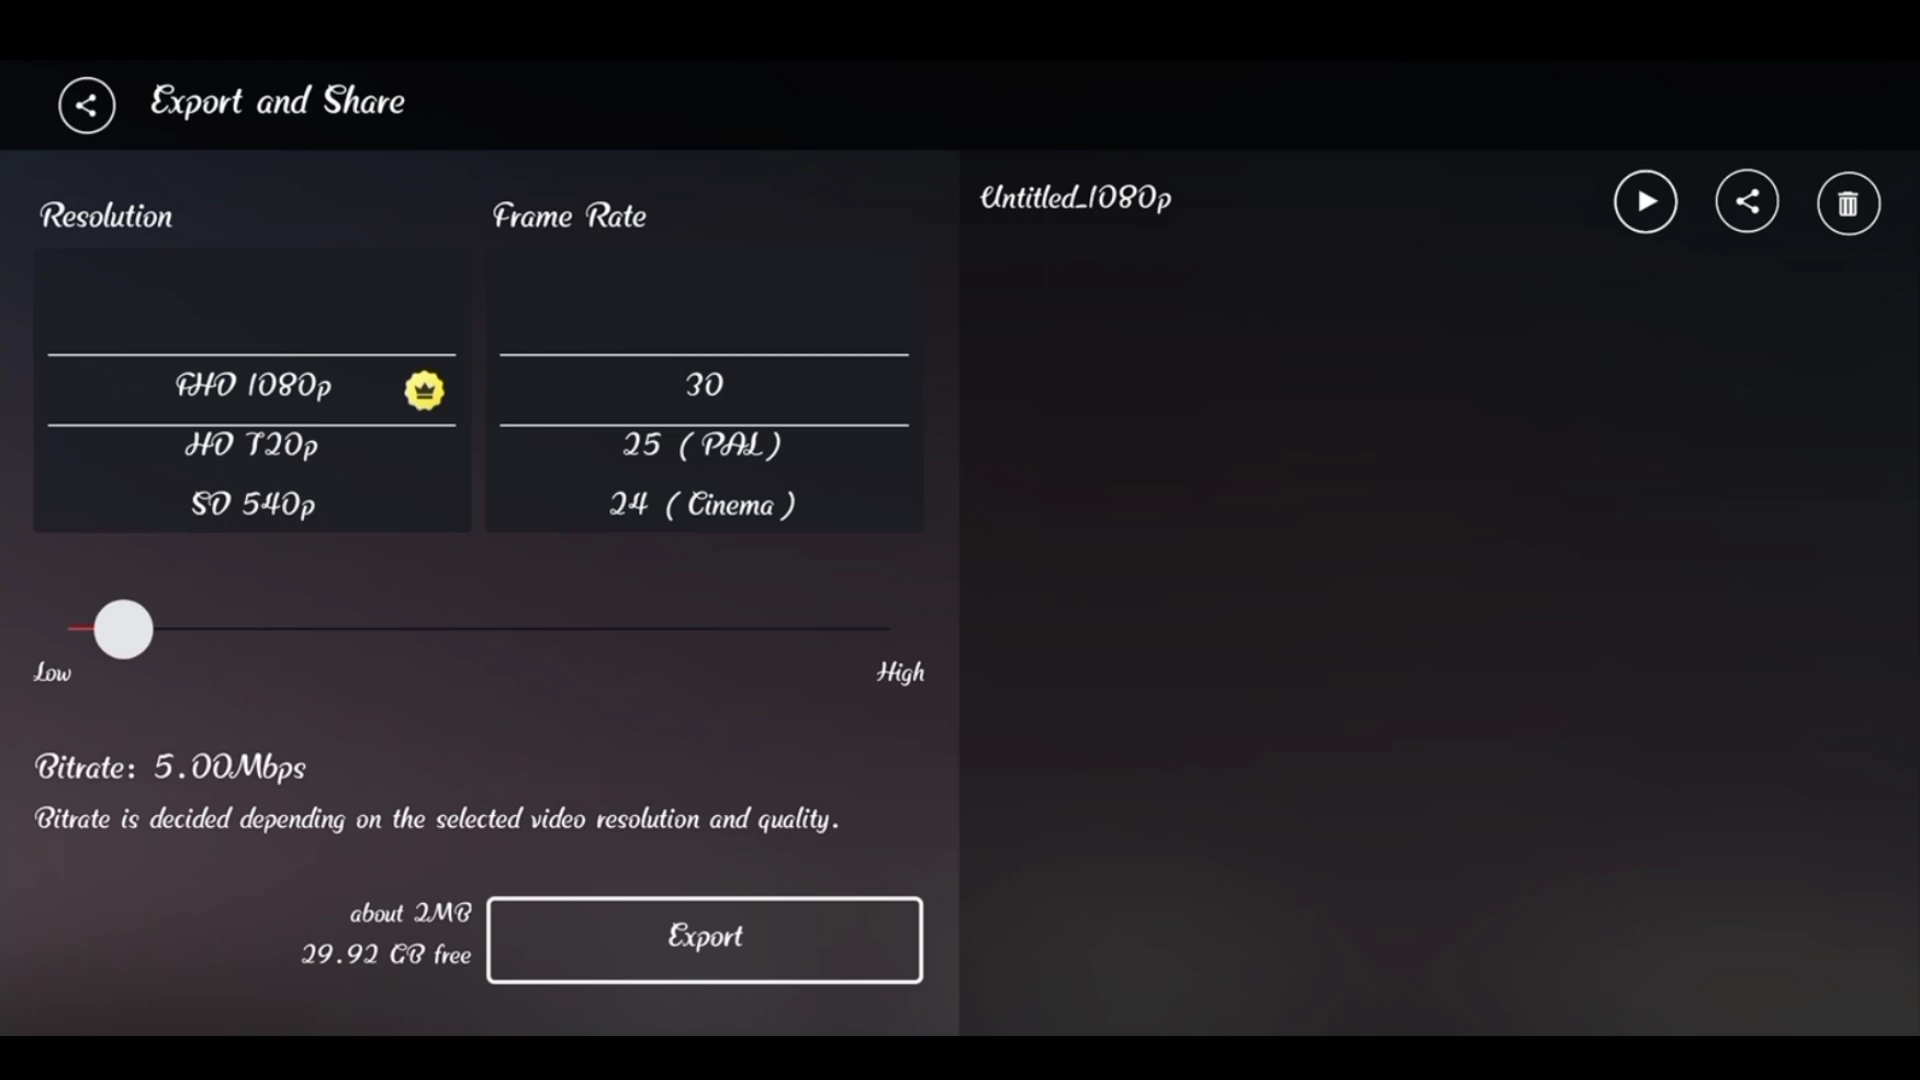 Export and Share
Resolution
FHD 1080p
HD 720p
SD 540p
Frame Rate
30
25 ( PAL )
24 ( Cinema )
Low
High
Bitrate: 5.00Mbps
Bitrate is decided depending on the selected video resolution and quality.
about 2MB
29.92 GB free
Export
Untitled_1080p